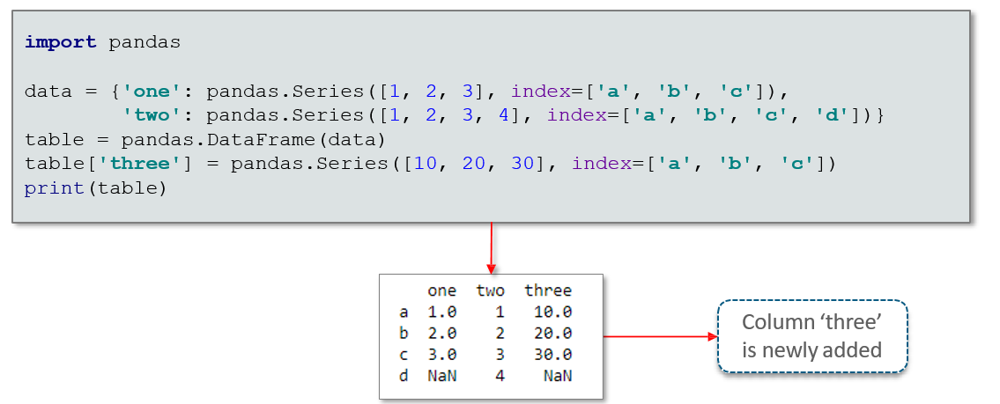 import pandas
data = {'one': pandas.Series([1, 2, 3], index=['a', 'b', 'c']),
        'two': pandas.Series([1, 2, 3, 4], index=['a', 'b', 'c', 'd'])}
table = pandas.DataFrame(data)
table['three'] = pandas.Series([10, 20, 30], index=['a', 'b', 'c'])
print(table)
   one  two  three
a  1.0    1   10.0
b  2.0    2   20.0
c  3.0    3   30.0
d  NaN    4    NaN
Column ‘three’
is newly added